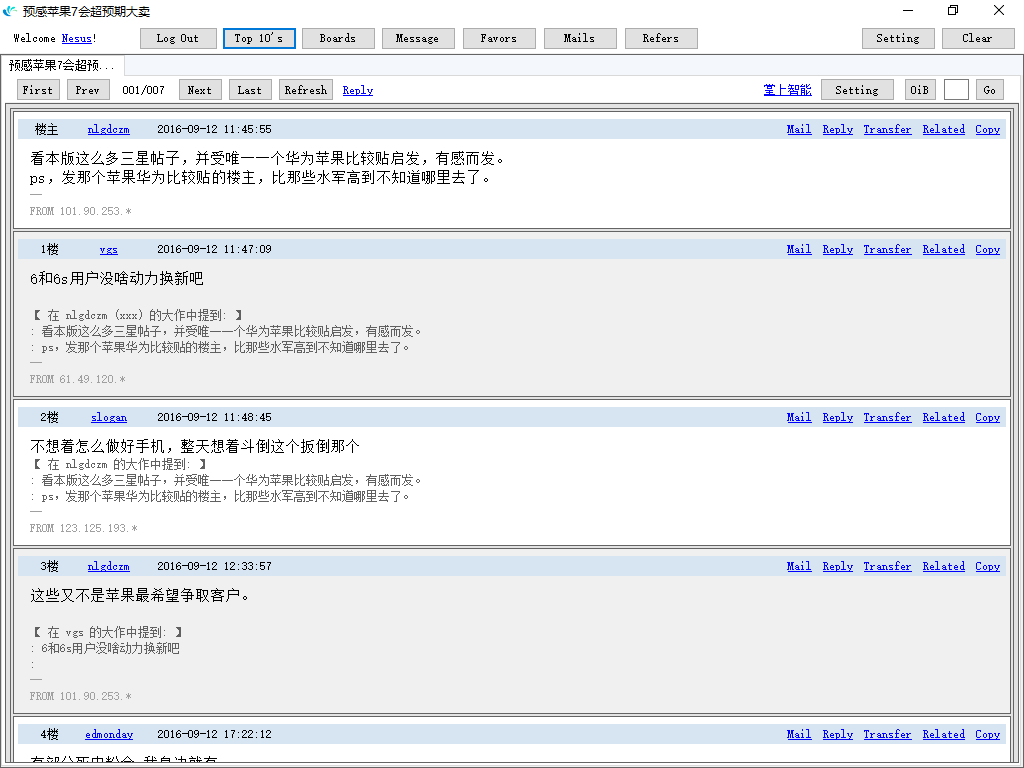 预感苹果7会超预期大卖
Welcome Nesus!
Log Out
Top 10's
Boards
Message
Favors
Mails
Refers
Setting
Clear
预感苹果7会超预...
First
Prev
001/007
Next
Last
Refresh
Reply
掌上智能
Setting
OiB
Go
楼主 nlgdczm 2016-09-12 11:45:55 Mail Reply Transfer Related Copy
看本版这么多三星帖子，并受唯一一个华为苹果比较贴启发，有感而发。
ps，发那个苹果华为比较贴的楼主，比那些水军高到不知道哪里去了。
--
FROM 101.90.253.*
1楼 vgs 2016-09-12 11:47:09 Mail Reply Transfer Related Copy
6和6s用户没啥动力换新吧
【 在 nlgdczm (xxx) 的大作中提到: 】
: 看本版这么多三星帖子，并受唯一一个华为苹果比较贴启发，有感而发。
: ps，发那个苹果华为比较贴的楼主，比那些水军高到不知道哪里去了。
--
FROM 61.49.120.*
2楼 slogan 2016-09-12 11:48:45 Mail Reply Transfer Related Copy
不想着怎么做好手机，整天想着斗倒这个扳倒那个
【 在 nlgdczm 的大作中提到: 】
: 看本版这么多三星帖子，并受唯一一个华为苹果比较贴启发，有感而发。
: ps，发那个苹果华为比较贴的楼主，比那些水军高到不知道哪里去了。
--
FROM 123.125.193.*
3楼 nlgdczm 2016-09-12 12:33:57 Mail Reply Transfer Related Copy
这些又不是苹果最希望争取客户。
【 在 vgs 的大作中提到: 】
: 6和6s用户没啥动力换新吧
:
--
FROM 101.90.253.*
4楼 edmonday 2016-09-12 17:22:12 Mail Reply Transfer Related Copy